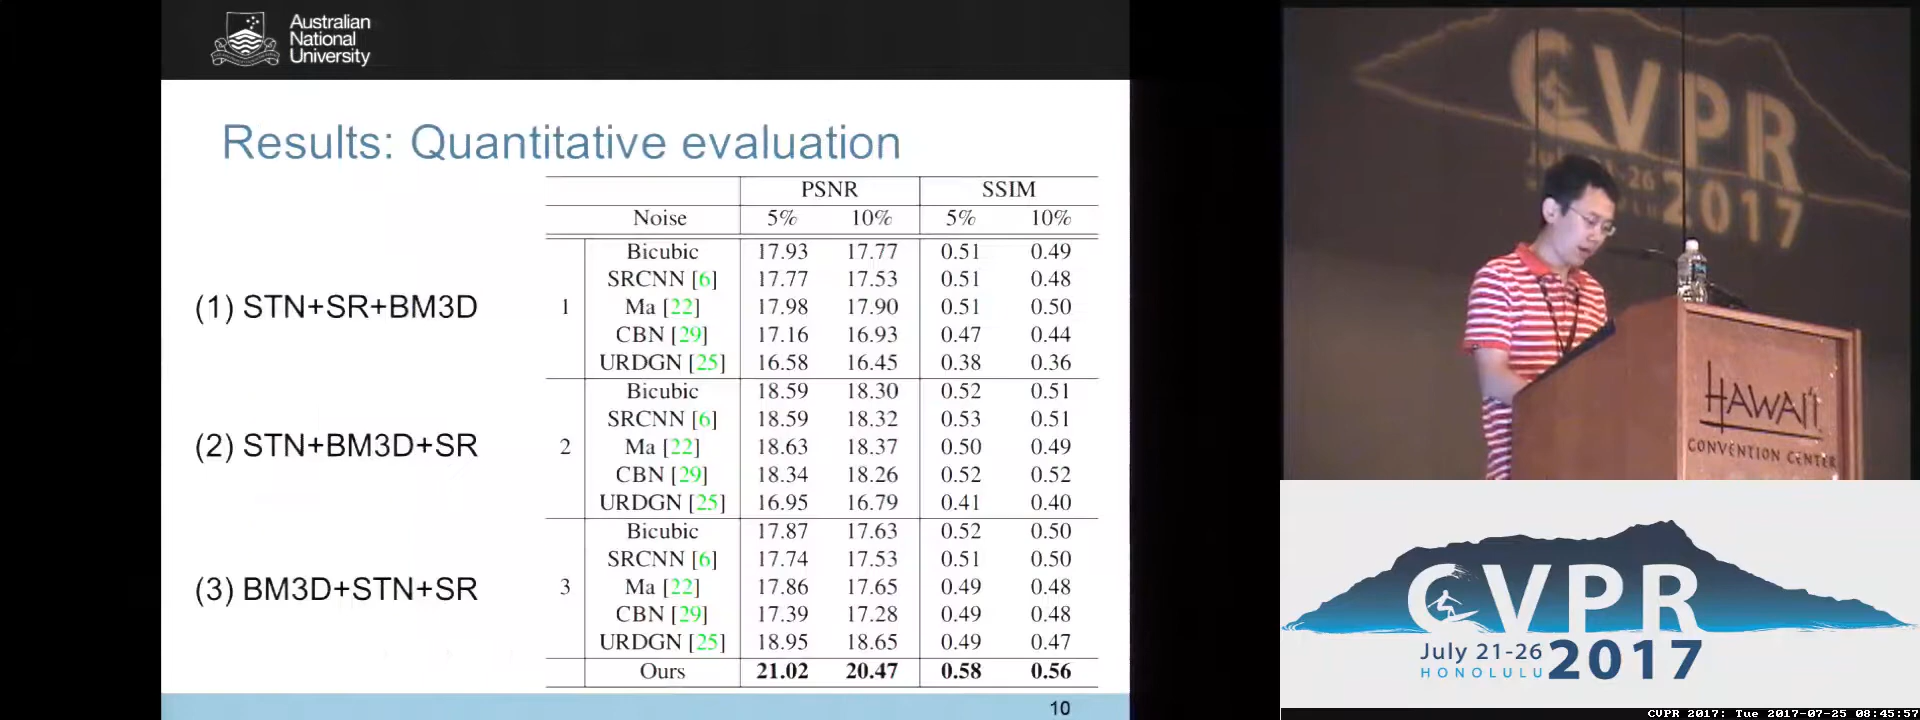 Australian
National
University
Results: Quantitative evaluation
PSNR SSIM
Noise 5% 10% 5% 10%
(1) STN+SR+BM3D
1
Bicubic 17.93 17.77 0.51 0.49
SRCNN [6] 17.77 17.53 0.51 0.48
Ma [22] 17.98 17.90 0.51 0.50
CBN [29] 17.16 16.93 0.47 0.44
URDGN [25] 16.58 16.45 0.38 0.36
(2) STN+BM3D+SR
2
Bicubic 18.59 18.30 0.52 0.51
SRCNN [6] 18.59 18.32 0.53 0.51
Ma [22] 18.63 18.37 0.50 0.49
CBN [29] 18.34 18.26 0.52 0.52
URDGN [25] 16.95 16.79 0.41 0.40
(3) BM3D+STN+SR
3
Bicubic 17.87 17.63 0.52 0.50
SRCNN [6] 17.74 17.53 0.51 0.50
Ma [22] 17.86 17.65 0.49 0.48
CBN [29] 17.39 17.28 0.49 0.48
URDGN [25] 18.95 18.65 0.49 0.47
Ours 21.02 20.47 0.58 0.56
10
CVPR
2017
HAWAI'I
CONVENTION CENTER
CVPR
July 21-26
HONOLULU
2017
CVPR 2017: Tue 2017-07-25 08:45:57